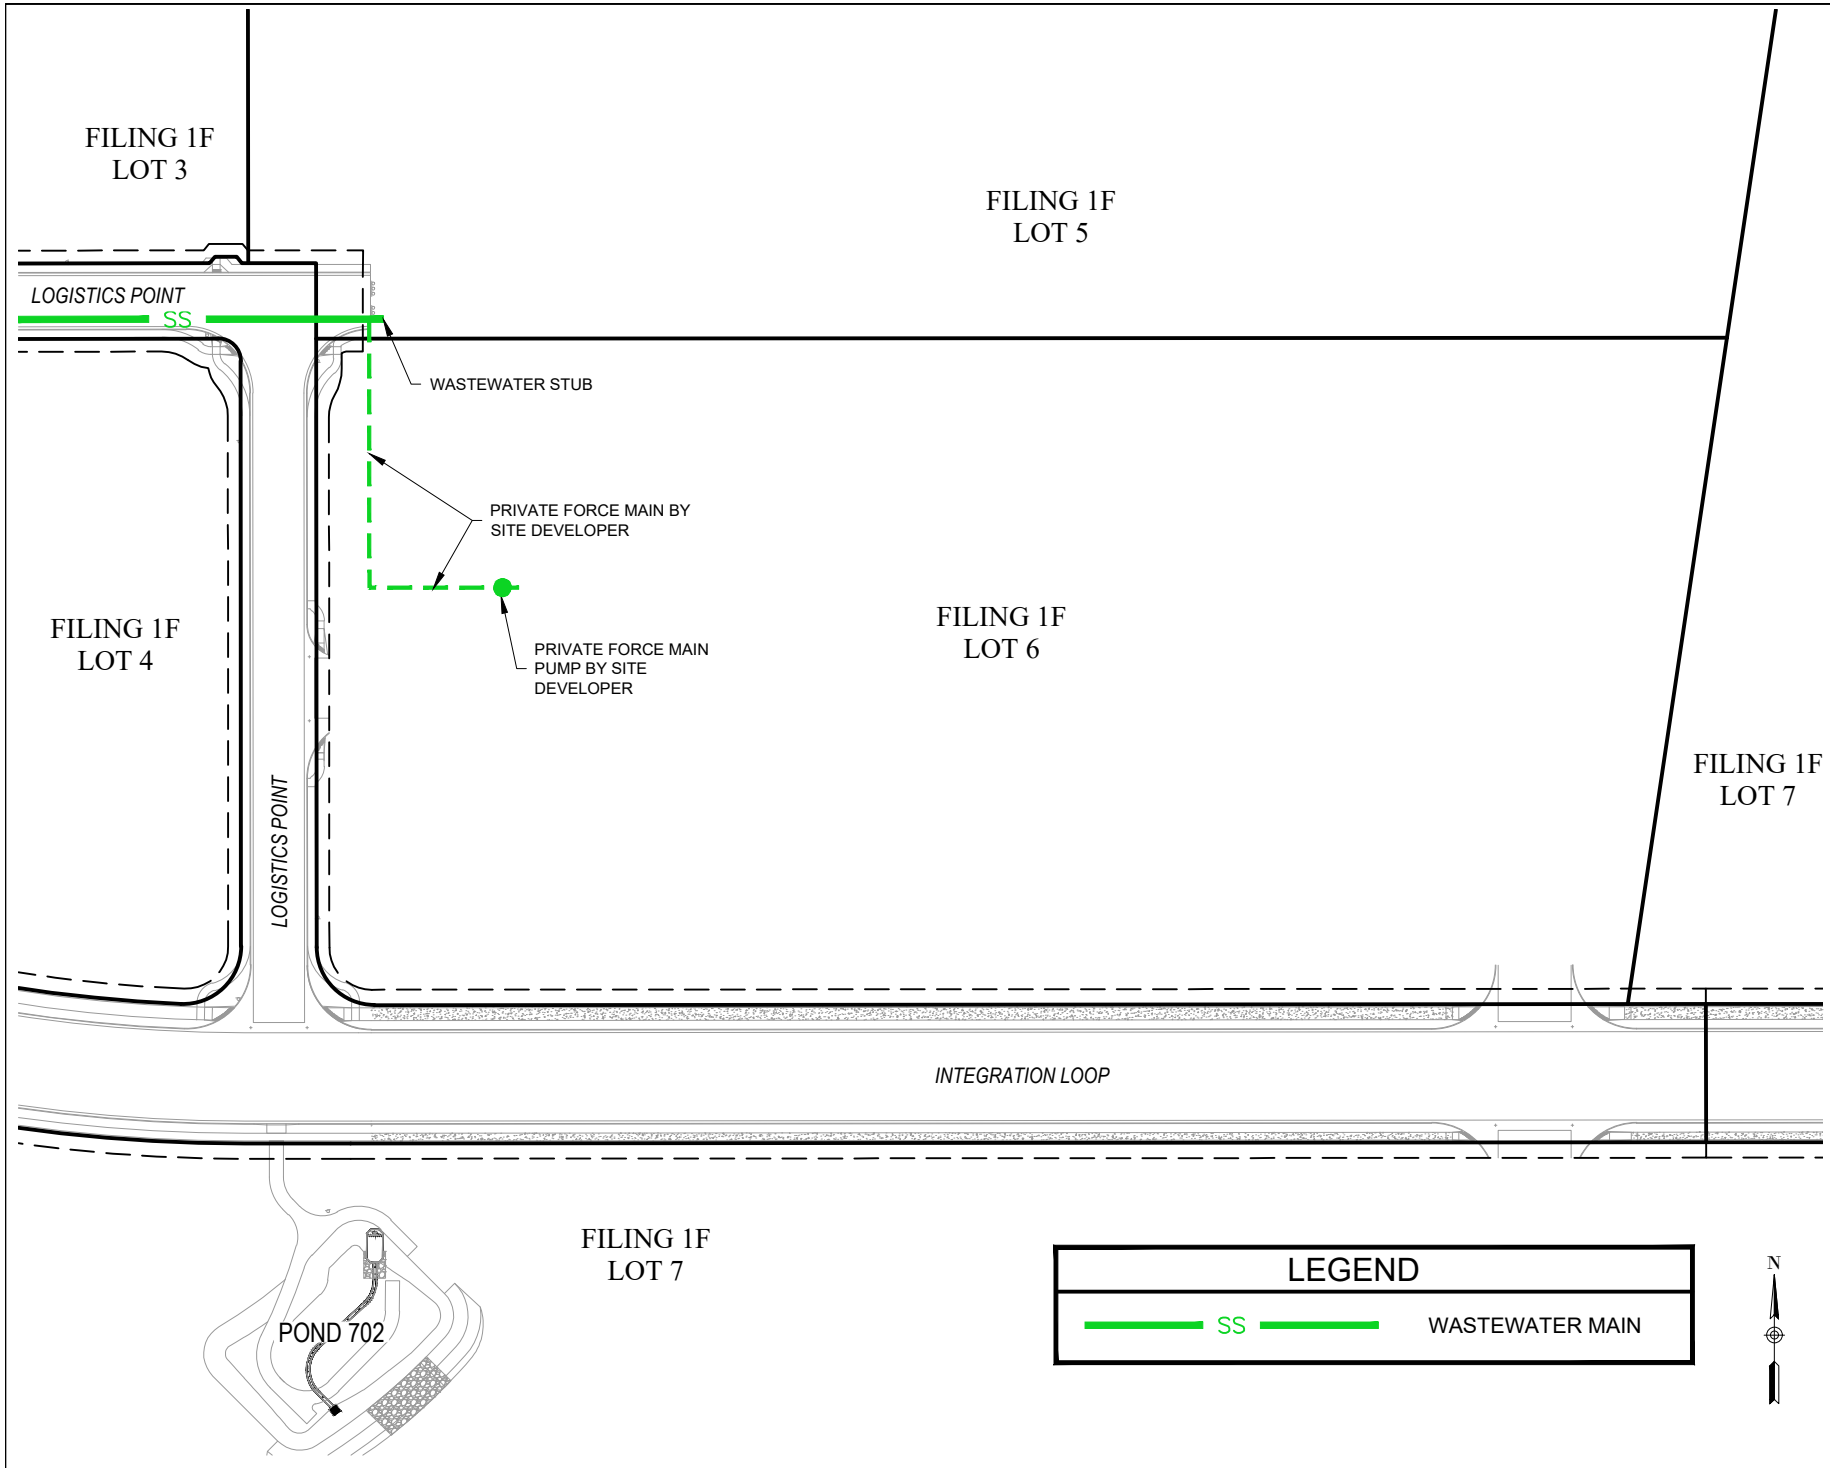 FILING 1F
LOT 3
FILING 1F
LOT 5
LOGISTICS POINT
SS
WASTEWATER STUB
PRIVATE FORCE MAIN BY
SITE DEVELOPER
FILING 1F
LOT 4
FILING 1F
LOT 6
PRIVATE FORCE MAIN
PUMP BY SITE
DEVELOPER
FILING 1F
LOT 7
LOGISTICS POINT
INTEGRATION LOOP
FILING 1F
LOT 7
POND 702
LEGEND
SS
WASTEWATER MAIN
N